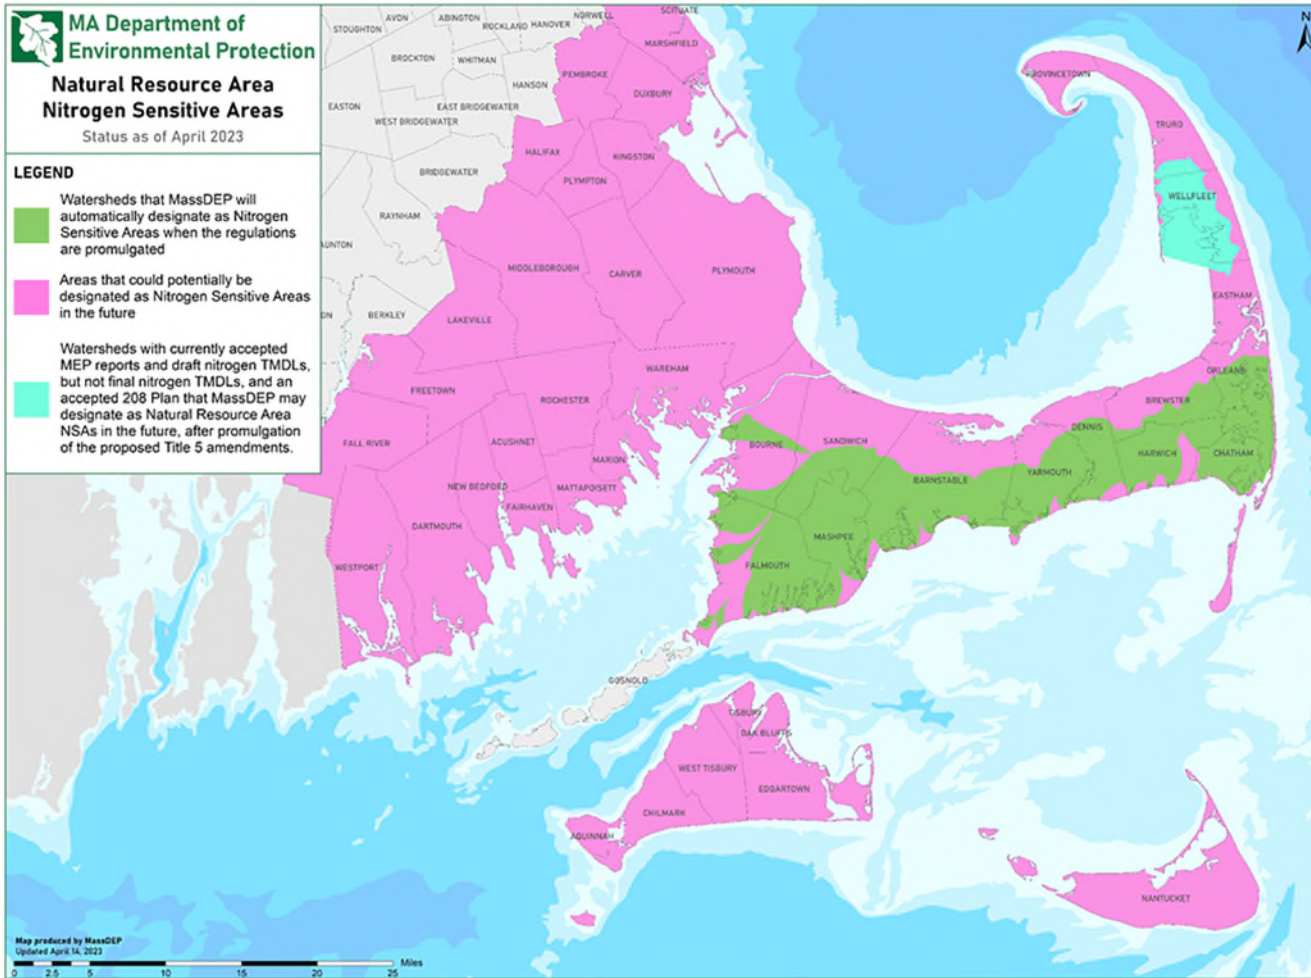 MA Department of
Environmental Protection
Natural Resource Area
Nitrogen Sensitive Areas
Status as of April 2023
LEGEND
Watersheds that MassDEP will
automatically designate as Nitrogen
Sensitive Areas when the regulations
are promulgated
Areas that could potentially be
designated as Nitrogen Sensitive Areas
in the future
Watersheds with currently accepted
MEP reports and draft nitrogen TMDLs,
but not final nitrogen TMDLs, and an
accepted 208 Plan that MassDEP may
designate as Natural Resource Area
NSAs in the future, after promulgation
of the proposed Title 5 amendments.
N
SCITUATE
AVON
ABINGTON
NORWELL
STOUGHTON
ROCKLAND
HANOVER
MARSHFIELD
BROCKTON
WHITMAN
PEMBROKE
HANSON
DUXBURY
EASTON
EAST BRIDGEWATER
WEST BRIDGEWATER
HALIFAX
KINGSTON
BRIDGEWATER
PLYMPTON
RAYNHAM
AUNTON
MIDDLEBOROUGH
CARVER
PLYMOUTH
ON
BERKLEY
LAKEVILLE
WAREHAM
FREETOWN
ROCHESTER
FALL RIVER
ACUSHNET
MARION
NEW BEDFORD
MATTAPOISETT
FAIRHAVEN
DARTMOUTH
WESTPORT
PROVINCETOWN
TRURO
WELLFLEET
EASTHAM
ORLEANS
BREWSTER
DENNIS
BOURNE
SANDWICH
HARWICH
CHATHAM
YARMOUTH
BARNSTABLE
MASHPEE
FALMOUTH
GOSNOLD
TISBURY
OAK BLUFFS
WEST TISBURY
EDGARTOWN
CHILMARK
AQUINNAH
NANTUCKET
Map produced by MassDEP
Updated April 14, 2023
0 2.5 5 10 15 20 25 Miles